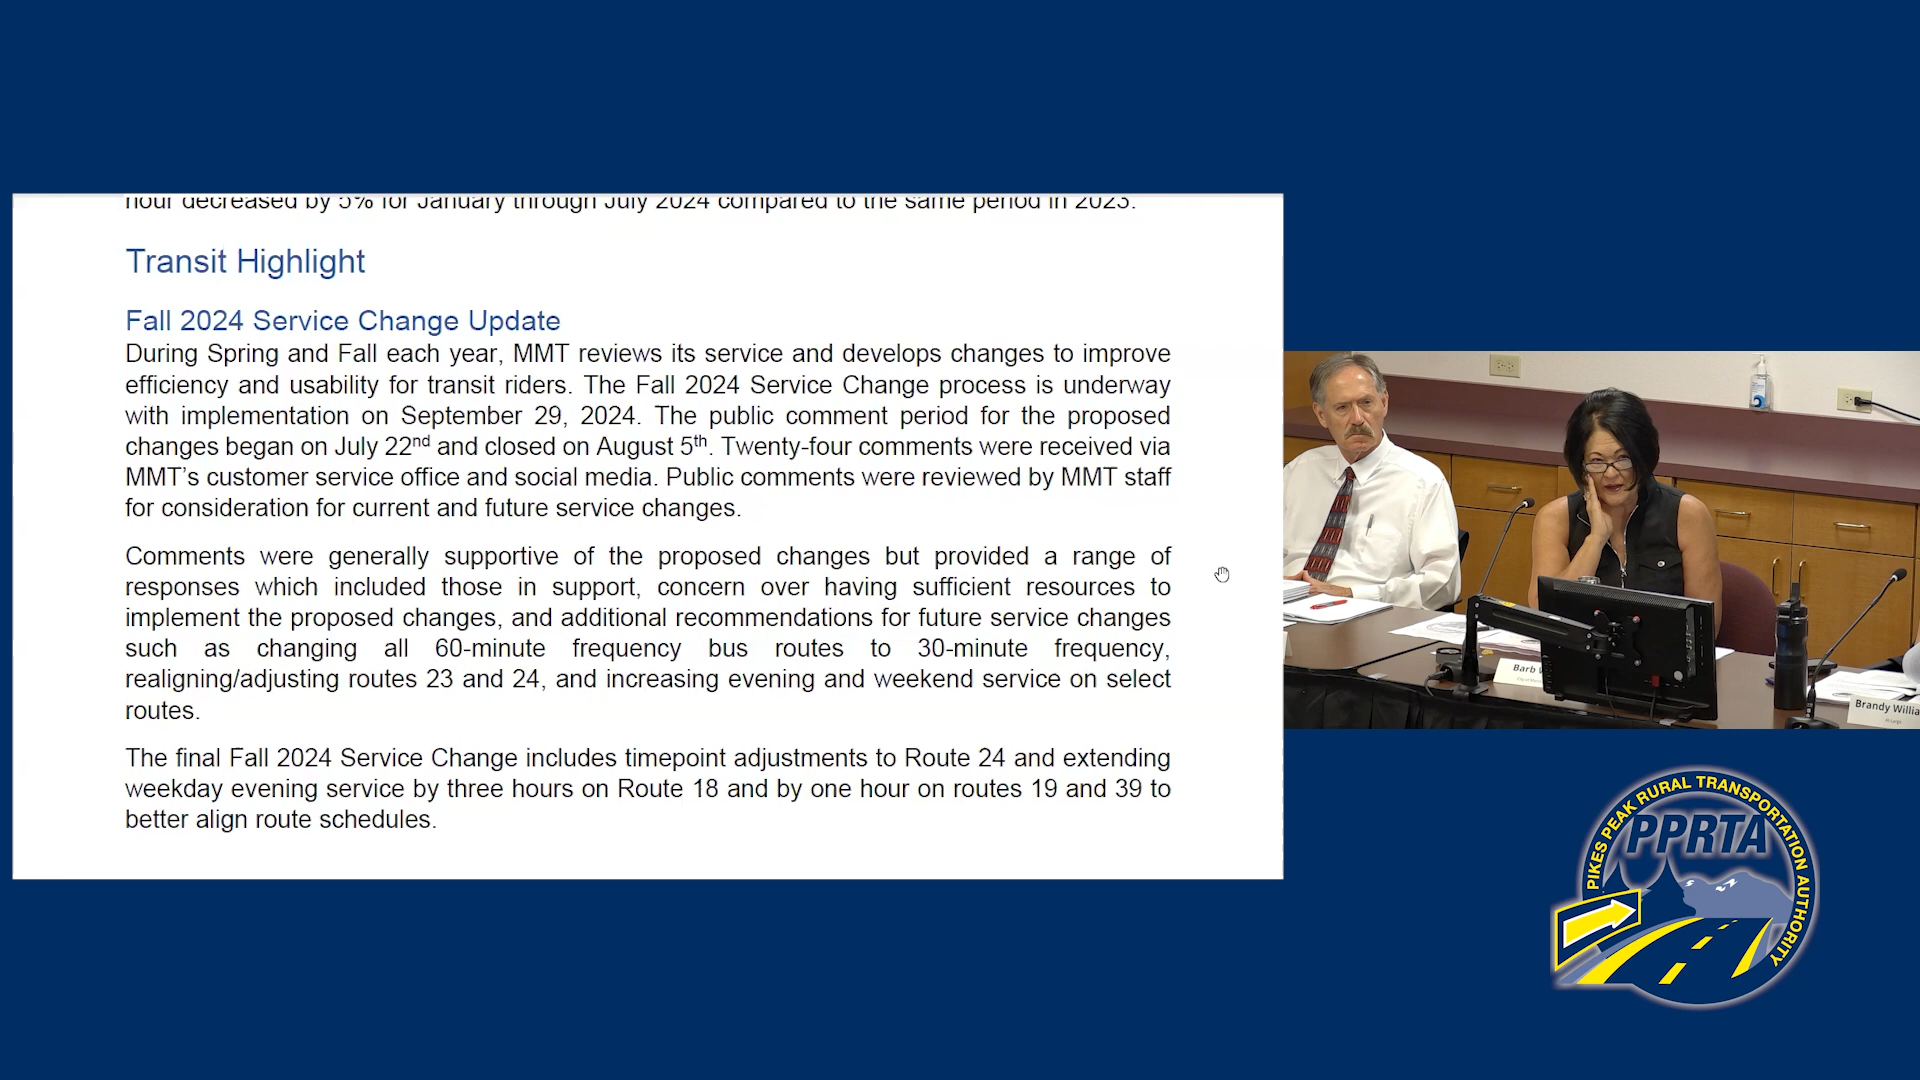 hour decreased by 5% for January through July 2024 compared to the same period in 2023.
Transit Highlight
Fall 2024 Service Change Update
During Spring and Fall each year, MMT reviews its service and develops changes to improve
efficiency and usability for transit riders. The Fall 2024 Service Change process is underway
with implementation on September 29, 2024. The public comment period for the proposed
changes began on July 22nd and closed on August 5th. Twenty-four comments were received via
MMT's customer service office and social media. Public comments were reviewed by MMT staff
for consideration for current and future service changes.
Comments were generally supportive of the proposed changes but provided a range of
responses which included those in support, concern over having sufficient resources to
implement the proposed changes, and additional recommendations for future service changes
such as changing all 60-minute frequency bus routes to 30-minute frequency,
realigning/adjusting routes 23 and 24, and increasing evening and weekend service on select
routes.
The final Fall 2024 Service Change includes timepoint adjustments to Route 24 and extending
weekday evening service by three hours on Route 18 and by one hour on routes 19 and 39 to
better align route schedules.
Barb
Brandy Willia
PIKES PEAK RURAL TRANSPORTATION AUTHORITY
PPRTA